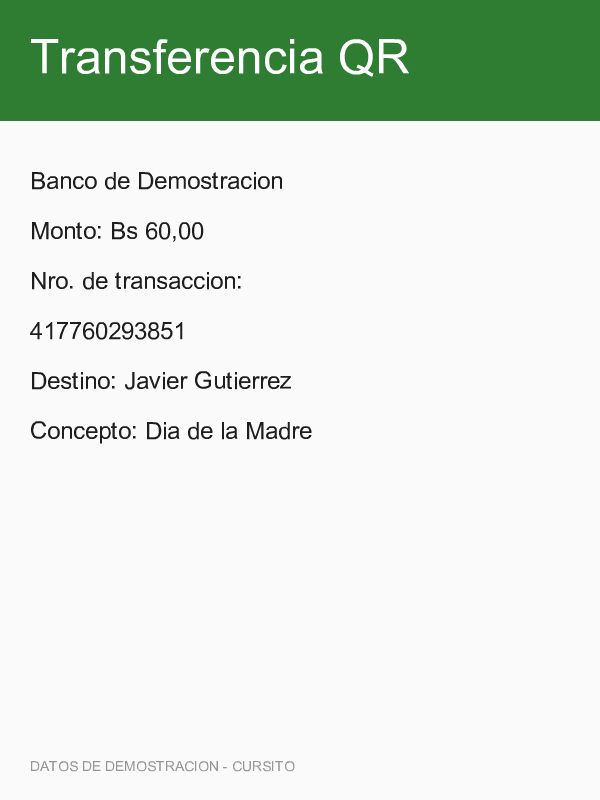 Transferencia QR
Banco de Demostracion
Monto: Bs 60,00
Nro. de transaccion:
417760293851
Destino: Javier Gutierrez
Concepto: Dia de la Madre
DATOS DE DEMOSTRACION - CURSITO